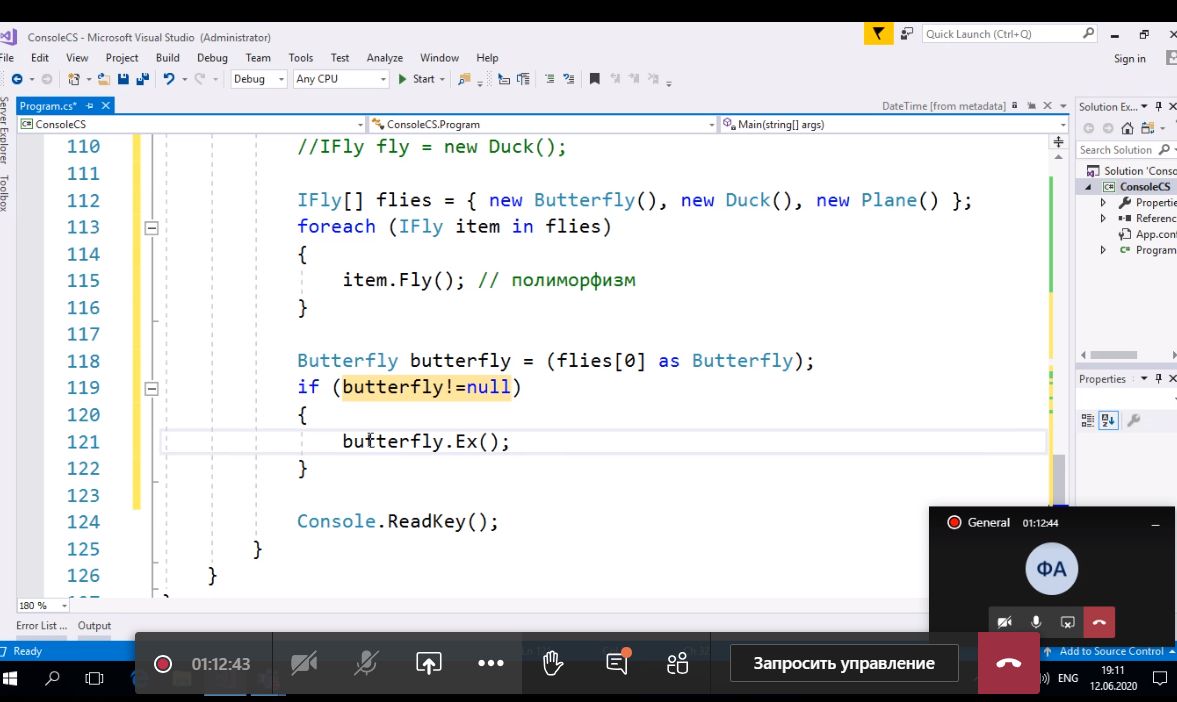 ConsoleCS - Microsoft Visual Studio (Administrator)
Quick Launch (Ctrl+Q)
File Edit View Project Build Debug Team Tools Test Analyze Window Help
Sign in
Debug Any CPU Start
Program.cs*
DateTime [from metadata]
Solution Ex...
Server Explorer
Toolbox
ConsoleCS
ConsoleCS.Program
Main(string[] args)
Search Solution
Solution 'Conso
ConsoleCS
Propertie
Referenc
App.con
Program
110 //IFly fly = new Duck();
111
112 IFly[] flies = { new Butterfly(), new Duck(), new Plane() };
113 foreach (IFly item in flies)
114 {
115 item.Fly(); // полиморфизм
116 }
117
118 Butterfly butterfly = (flies[0] as Butterfly);
119 if (butterfly!=null)
120 {
121 butterfly.Ex();
122 }
123
124 Console.ReadKey();
125 }
126 }
Properties
180 %
Error List ... Output
Ready
General 01:12:44
ФА
01:12:43
Запросить управление
Add to Source Control
ENG
19:11
12.06.2020